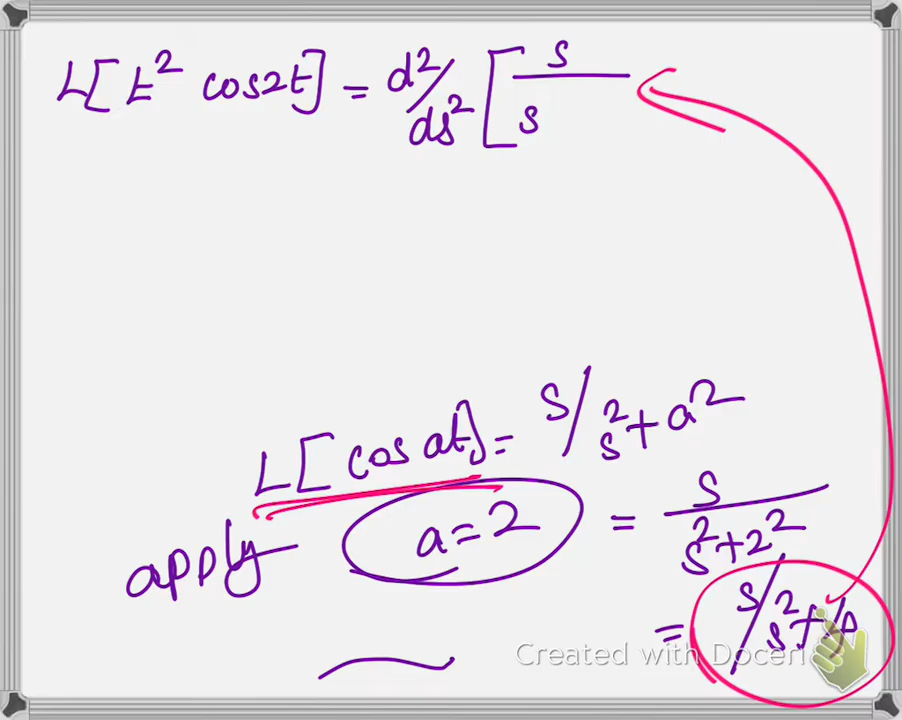 L[ t² cos2t] = d²/ds² [ s / s
L[ cos at] = s/s²+a²
apply a=2 = s / s²+2²
= s/s²+4
Created with Doceri